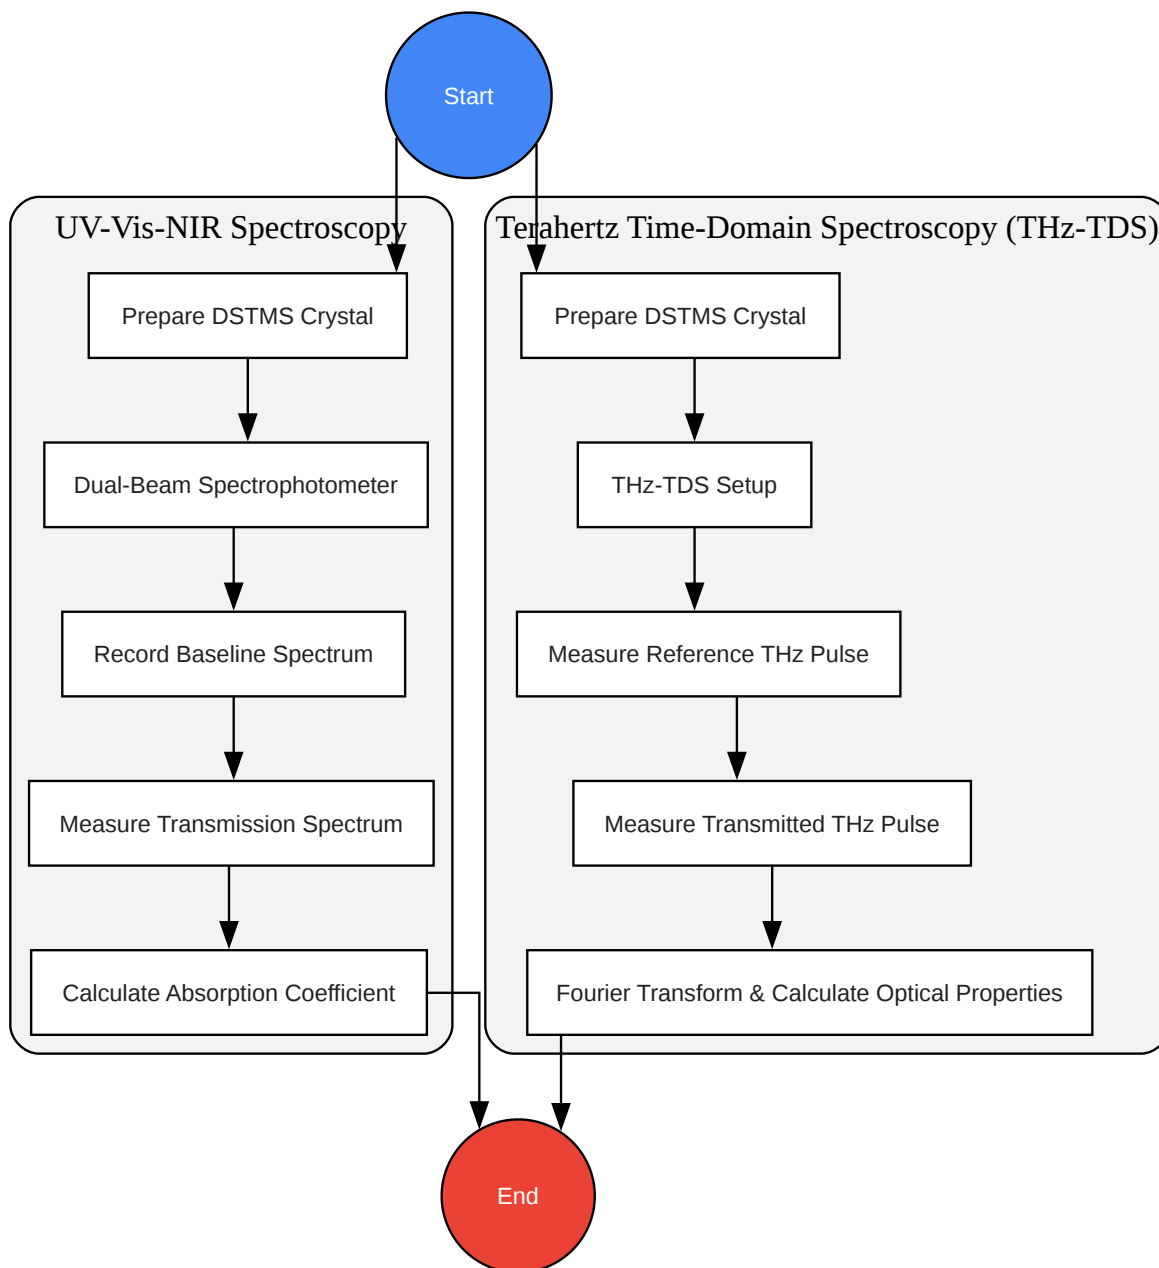 Start
UV-Vis-NIR Spectroscopy
Prepare DSTMS Crystal
Dual-Beam Spectrophotometer
Record Baseline Spectrum
Measure Transmission Spectrum
Calculate Absorption Coefficient
Terahertz Time-Domain Spectroscopy (THz-TDS)
Prepare DSTMS Crystal
THz-TDS Setup
Measure Reference THz Pulse
Measure Transmitted THz Pulse
Fourier Transform & Calculate Optical Properties
End